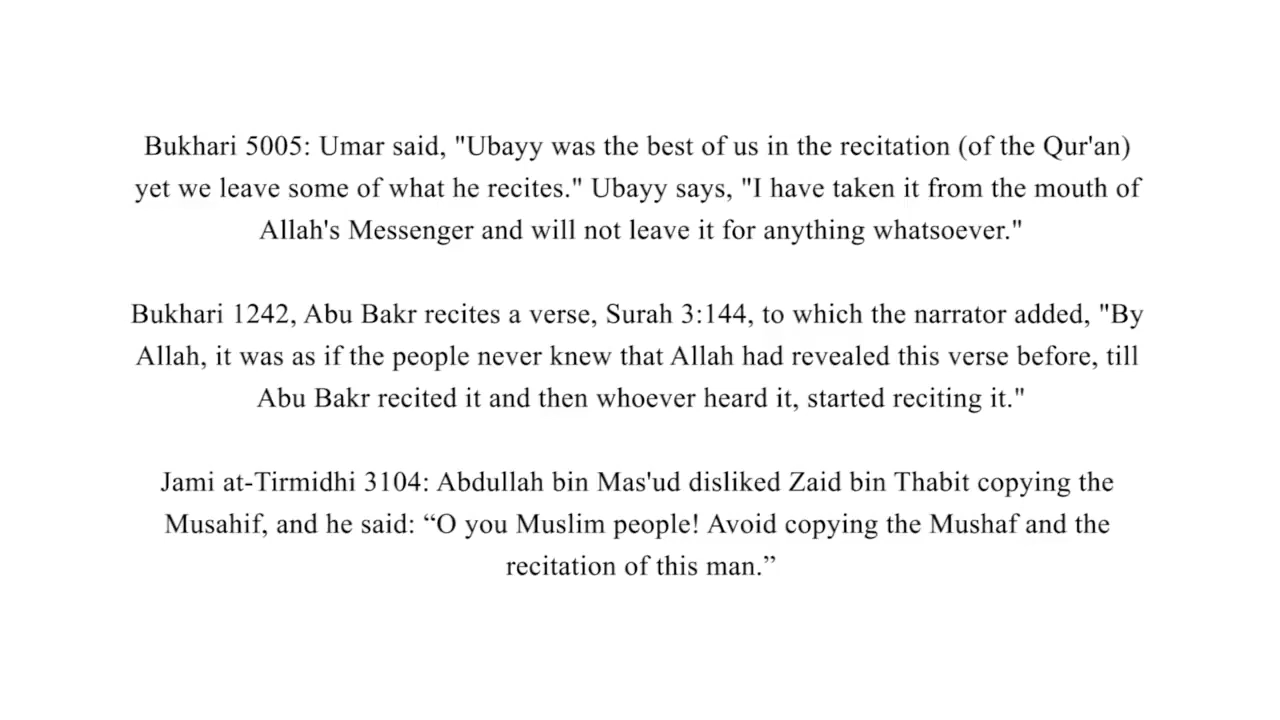 Bukhari 5005: Umar said, "Ubayy was the best of us in the recitation (of the Qur'an)
yet we leave some of what he recites." Ubayy says, "I have taken it from the mouth of
Allah's Messenger and will not leave it for anything whatsoever."
Bukhari 1242, Abu Bakr recites a verse, Surah 3:144, to which the narrator added, "By
Allah, it was as if the people never knew that Allah had revealed this verse before, till
Abu Bakr recited it and then whoever heard it, started reciting it."
Jami at-Tirmidhi 3104: Abdullah bin Mas'ud disliked Zaid bin Thabit copying the
Musahif, and he said: “O you Muslim people! Avoid copying the Mushaf and the
recitation of this man.”